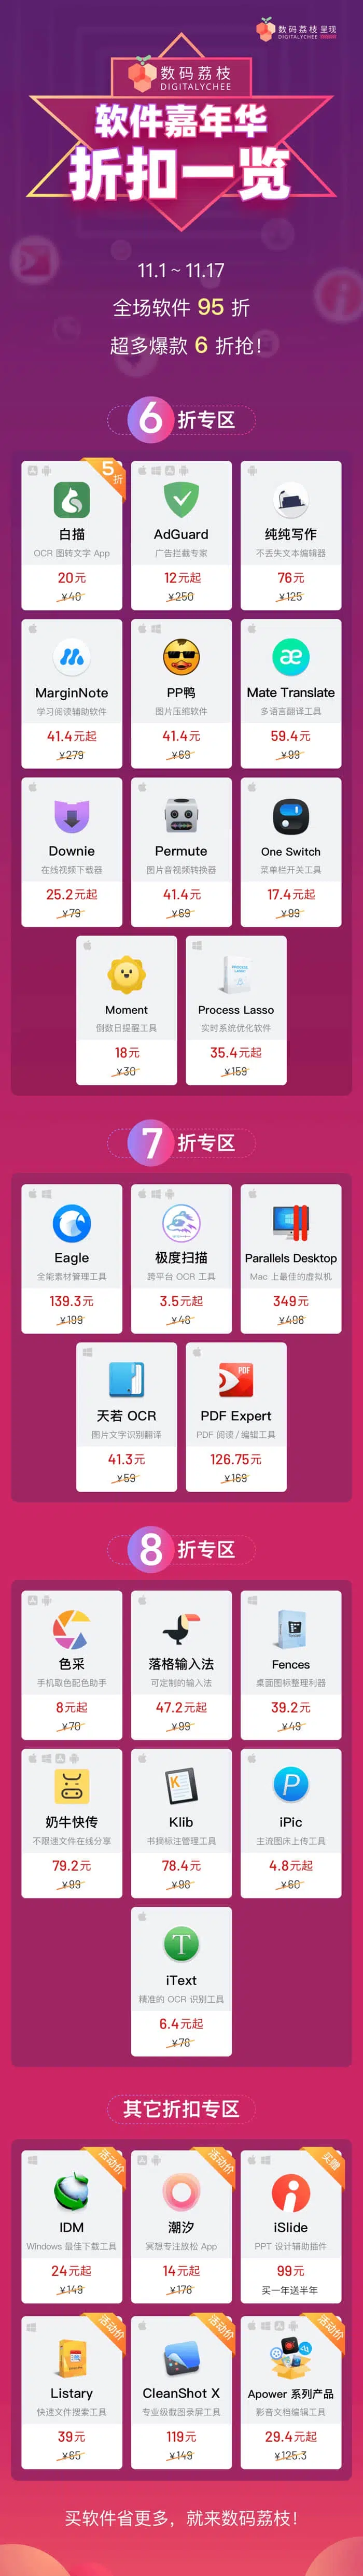 数码荔枝 呈现
DIGITALYCHEE
数码荔枝
DIGITALYCHEE
软件嘉年华
折扣一览
11.1 ~ 11.17
全场软件 95 折
超多爆款 6 折抢！
6 折专区
5折
白描
OCR 图转文字 App
20元
¥40
AdGuard
广告拦截专家
12元起
¥250
纯纯写作
不丢失文本编辑器
76元
¥125
MarginNote
学习阅读辅助软件
41.4元起
¥279
PP鸭
图片压缩软件
41.4元
¥69
Mate Translate
多语言翻译工具
59.4元
¥99
Downie
在线视频下载器
25.2元起
¥79
Permute
图片音视频转换器
41.4元
¥69
One Switch
菜单栏开关工具
17.4元起
¥99
Moment
倒数日提醒工具
18元
¥30
Process Lasso
实时系统优化软件
35.4元起
¥159
7 折专区
Eagle
全能素材管理工具
139.3元
¥199
极度扫描
跨平台 OCR 工具
3.5元起
¥48
Parallels Desktop
Mac 上最佳的虚拟机
349元
¥498
天若 OCR
图片文字识别翻译
41.3元
¥59
PDF
PDF Expert
PDF 阅读 / 编辑工具
126.75元
¥169
8 折专区
色采
手机取色配色助手
8元起
¥70
落格输入法
可定制的输入法
47.2元起
¥99
Fences
桌面图标整理利器
39.2元
¥49
奶牛快传
不限速文件在线分享
79.2元
¥99
Klib
书摘标注管理工具
78.4元
¥98
iPic
主流图床上传工具
4.8元起
¥60
iText
精准的 OCR 识别工具
6.4元起
¥78
其它折扣专区
活动价
IDM
Windows 最佳下载工具
24元起
¥149
活动价
潮汐
冥想专注放松 App
14元起
¥178
买赠
iSlide
PPT 设计辅助插件
99元
买一年送半年
活动价
Listary
快速文件搜索工具
39元
¥65
活动价
CleanShot X
专业级截图录屏工具
119元
¥149
活动价
Apower 系列产品
影音文档编辑工具
29.4元起
¥125.3
买软件省更多，就来数码荔枝！